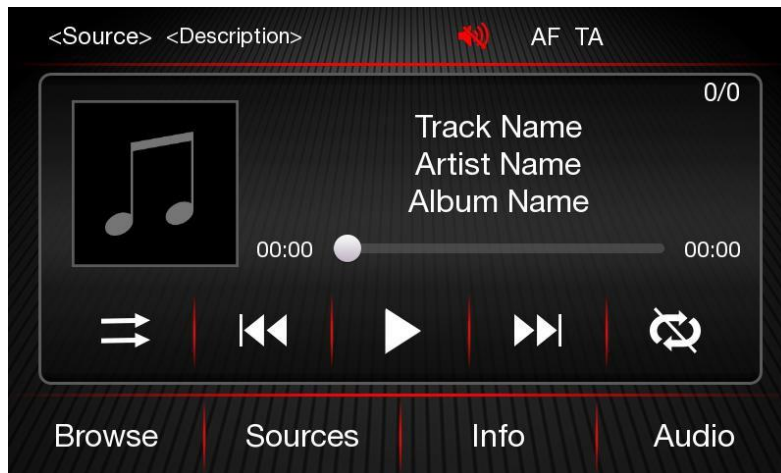 <Source> <Description> AF TA
0/0
Track Name
Artist Name
Album Name
00:00 00:00
Browse Sources Info Audio